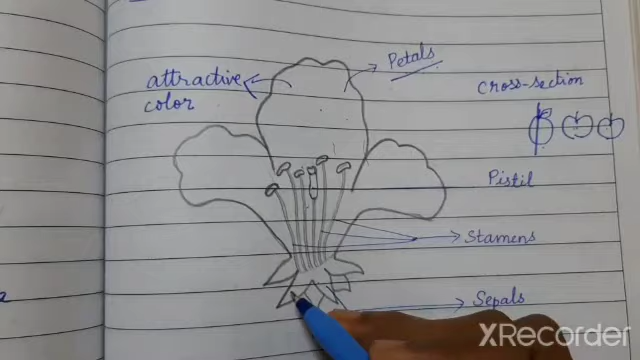 Petals
attractive
color
cross-section
Pistil
Stamens
Sepals
XRecorder